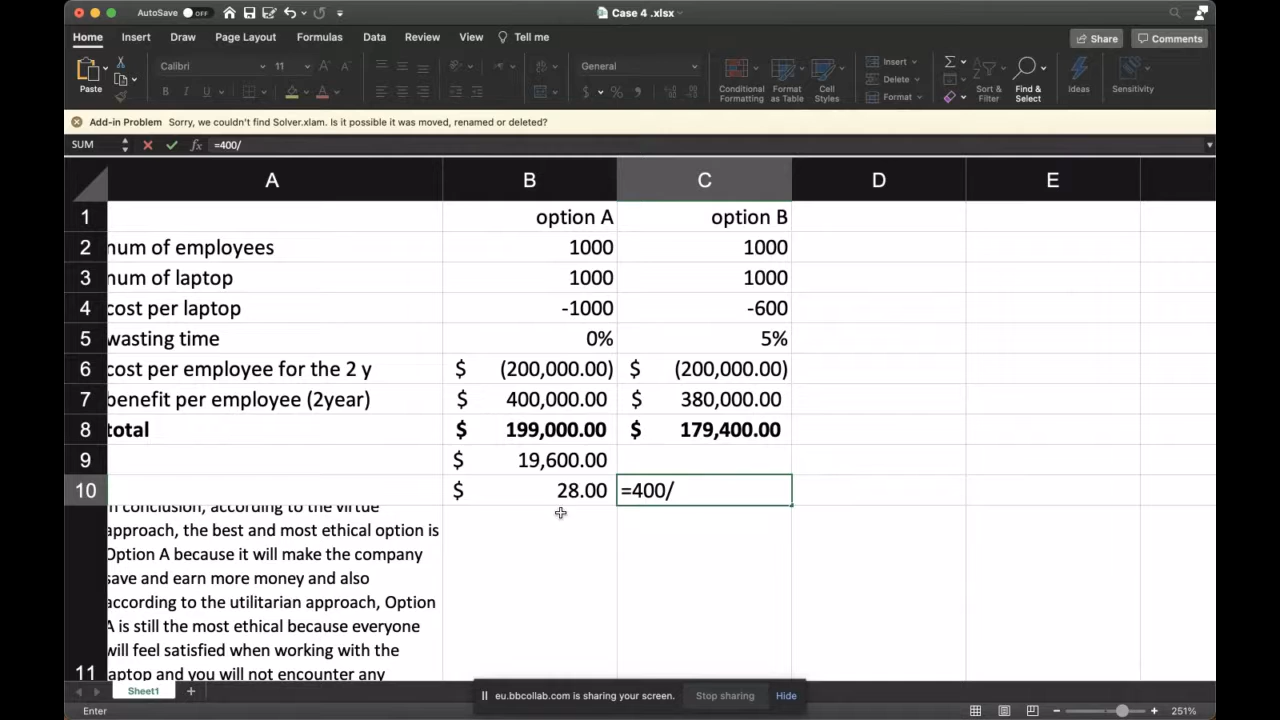 AutoSave OFF
Case 4 .xlsx
Home Insert Draw Page Layout Formulas Data Review View Tell me Share Comments
Paste Calibri 11 A A General Conditional Formatting Format as Table Cell Styles Insert Delete Format Sort & Filter Find & Select Ideas Sensitivity
B I U A $ %
Add-in Problem Sorry, we couldn't find Solver.xlam. Is it possible it was moved, renamed or deleted?
SUM fx =400/
A B C D E
1 option A option B
2 num of employees 1000 1000
3 num of laptop 1000 1000
4 cost per laptop -1000 -600
5 wasting time 0% 5%
6 cost per employee for the 2 y $ (200,000.00) $ (200,000.00)
7 benefit per employee (2year) $ 400,000.00 $ 380,000.00
8 total $ 199,000.00 $ 179,400.00
9 $ 19,600.00
10 $ 28.00 =400/
In conclusion, according to the virtue
approach, the best and most ethical option is
Option A because it will make the company
save and earn more money and also
according to the utilitarian approach, Option
A is still the most ethical because everyone
will feel satisfied when working with the
11 laptop and you will not encounter any
Sheet1 +
eu.bbcollab.com is sharing your screen. Stop sharing Hide
Enter 251%